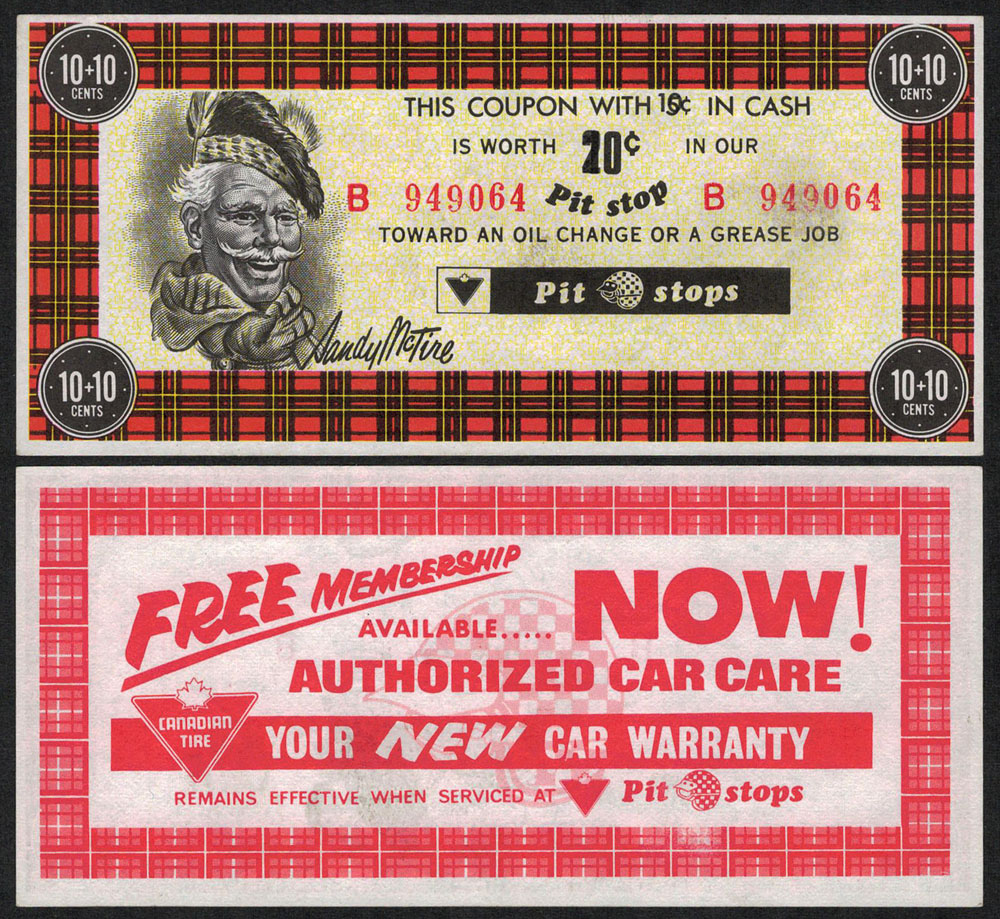 10+10
CENTS
10+10
CENTS
THIS COUPON WITH 10¢ IN CASH
IS WORTH 20¢ IN OUR
B 949064 Pit stop B 949064
TOWARD AN OIL CHANGE OR A GREASE JOB
Pit stops
Sandy McTire
10+10
CENTS
10+10
CENTS
FREE MEMBERSHIP
AVAILABLE..... NOW!
AUTHORIZED CAR CARE
CANADIAN
TIRE
YOUR NEW CAR WARRANTY
REMAINS EFFECTIVE WHEN SERVICED AT Pit stops